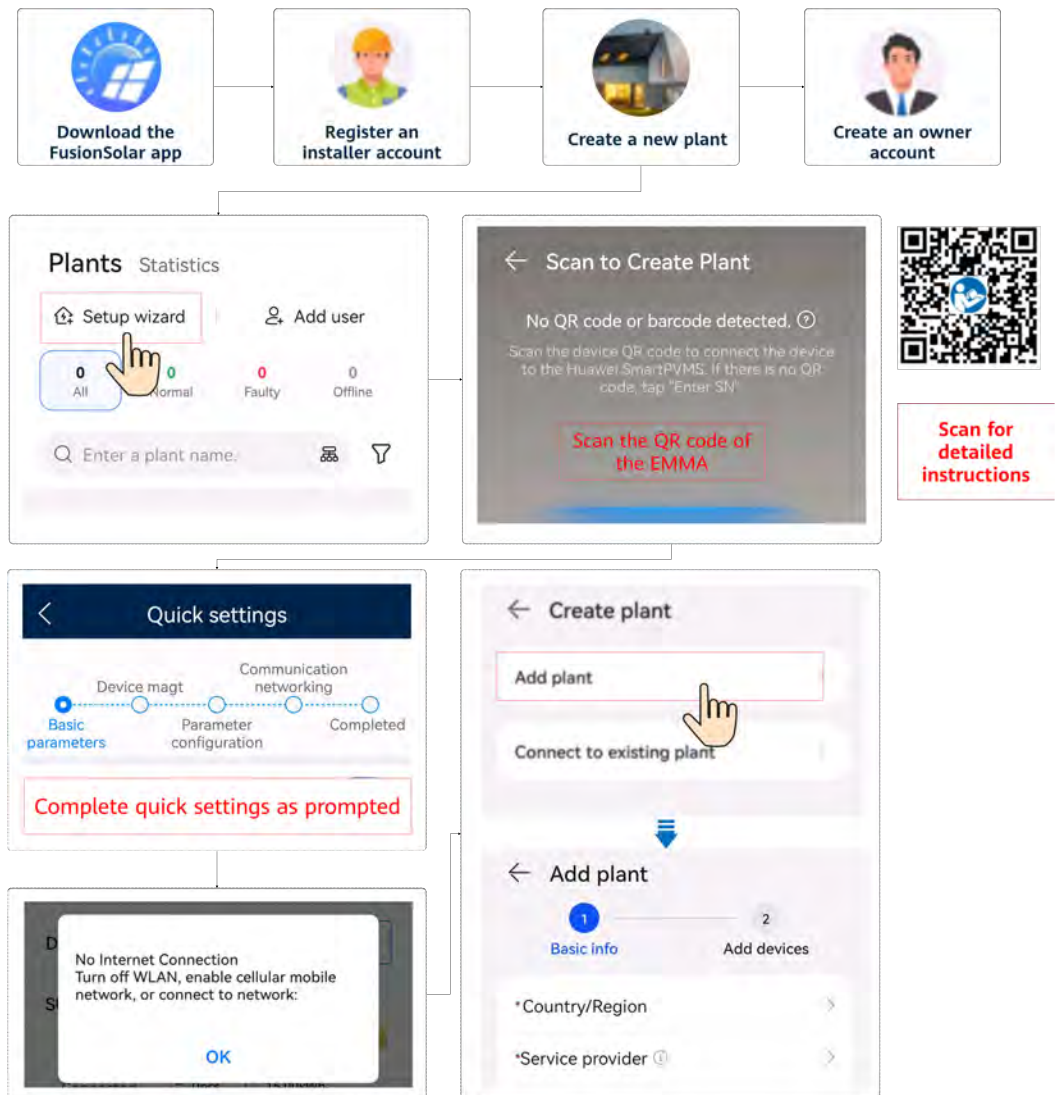 Download the
FusionSolar app
Register an
installer account
Create a new plant
Create an owner
account
Plants Statistics
Setup wizard
Add user
0
All
0
Normal
0
Faulty
0
Offline
Enter a plant name.
Scan to Create Plant
No QR code or barcode detected.
Scan the device QR code to connect the device
to the Huawei SmartPVMS. If there is no QR
code, tap "Enter SN"
Scan the QR code of
the EMMA
Scan for
detailed
instructions
Quick settings
Basic
parameters
Device magt
Parameter
configuration
Communication
networking
Completed
Complete quick settings as prompted
No Internet Connection
Turn off WLAN, enable cellular mobile
network, or connect to network:
OK
Create plant
Add plant
Connect to existing plant
Add plant
1
Basic info
2
Add devices
*Country/Region
*Service provider